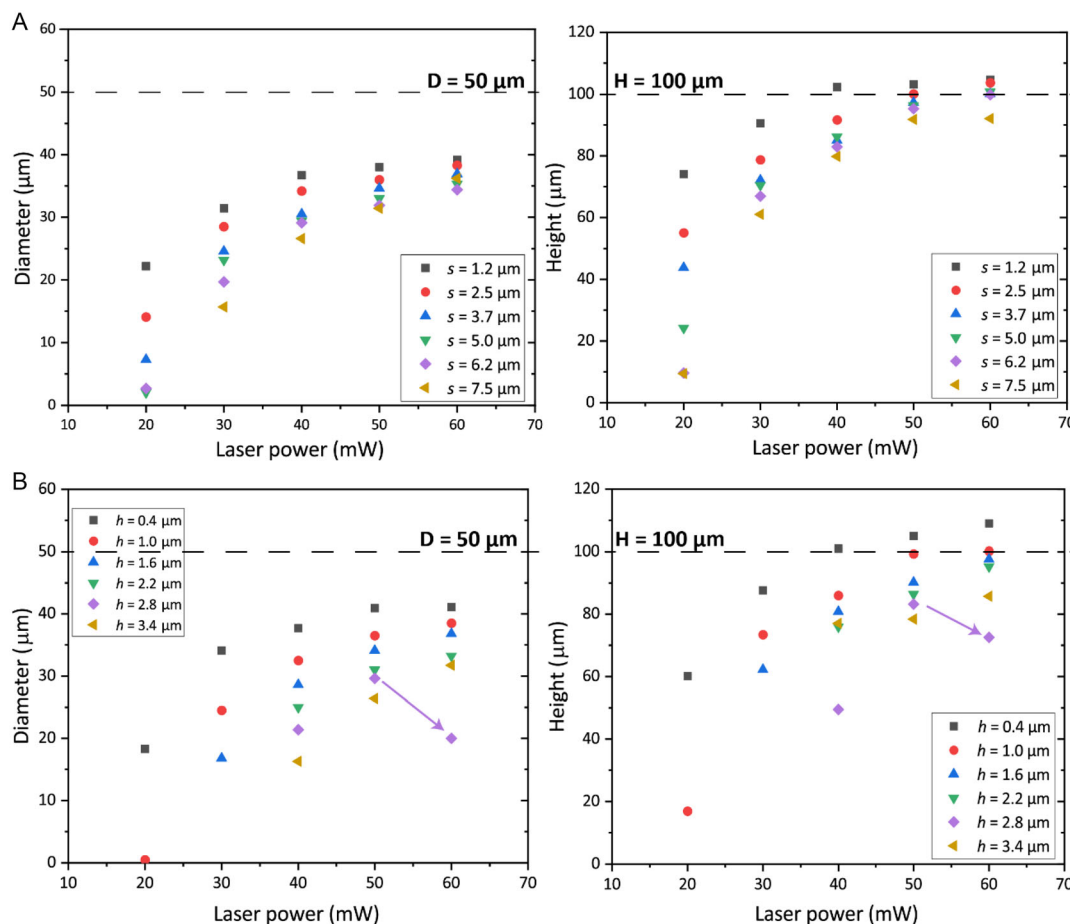 A
60
50
40
30
20
10
0
Diameter (µm)
D = 50 µm
s = 1.2 µm
s = 2.5 µm
s = 3.7 µm
s = 5.0 µm
s = 6.2 µm
s = 7.5 µm
10 20 30 40 50 60 70
Laser power (mW)
120
100
80
60
40
20
0
Height (µm)
H = 100 µm
s = 1.2 µm
s = 2.5 µm
s = 3.7 µm
s = 5.0 µm
s = 6.2 µm
s = 7.5 µm
10 20 30 40 50 60 70
Laser power (mW)
B
60
50
40
30
20
10
0
Diameter (µm)
h = 0.4 µm
h = 1.0 µm
h = 1.6 µm
h = 2.2 µm
h = 2.8 µm
h = 3.4 µm
D = 50 µm
10 20 30 40 50 60 70
Laser power (mW)
120
100
80
60
40
20
0
Height (µm)
H = 100 µm
h = 0.4 µm
h = 1.0 µm
h = 1.6 µm
h = 2.2 µm
h = 2.8 µm
h = 3.4 µm
10 20 30 40 50 60 70
Laser power (mW)